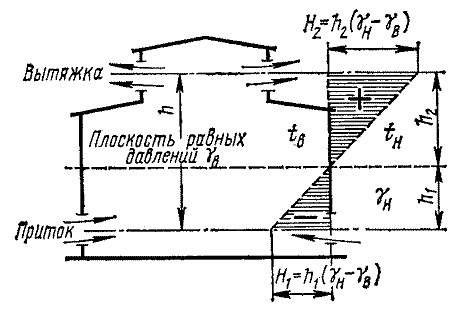 H₂=h₂(γн−γв)
Вытяжка
h
+
tв
tн
h₂
Плоскость равных
давлений γв
γн
h₁
Приток
−
H₁=h₁(γн−γв)